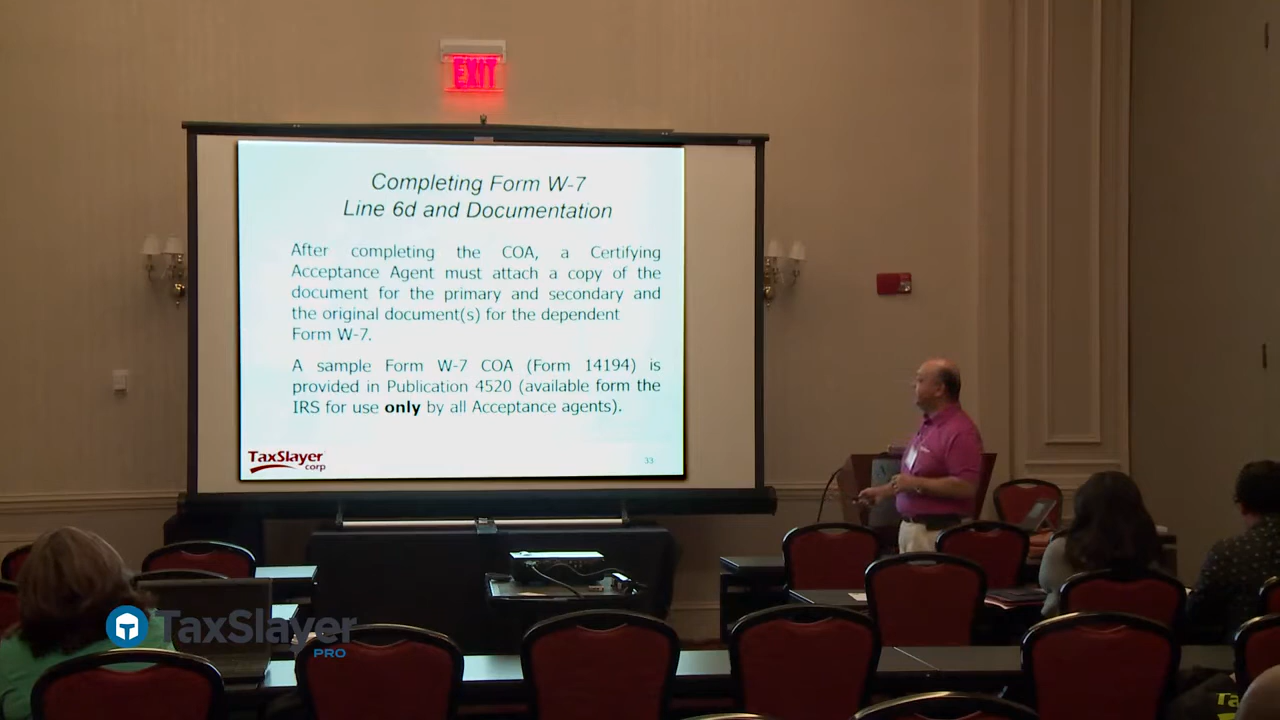 EXIT
Completing Form W-7
Line 6d and Documentation
After completing the COA, a Certifying
Acceptance Agent must attach a copy of the
document for the primary and secondary and
the original document(s) for the dependent
Form W-7.
A sample Form W-7 COA (Form 14194) is
provided in Publication 4520 (available form the
IRS for use only by all Acceptance agents).
TaxSlayer
corp
33
TaxSlayer
PRO